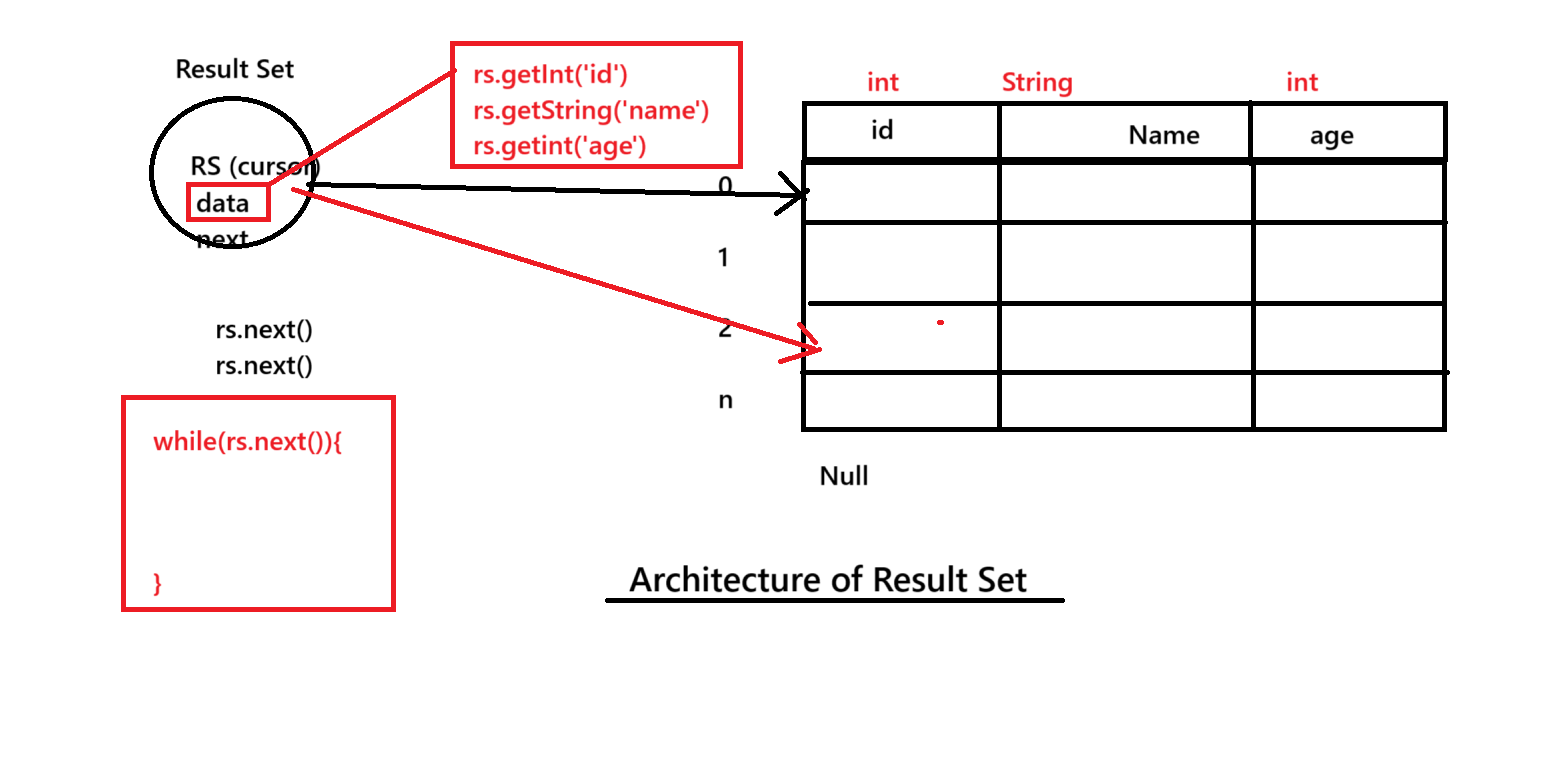 Result Set
RS (cursor)
data
next
rs.getInt('id')
rs.getString('name')
rs.getint('age')
int String int
id Name age
0
1
2
n
Null
rs.next()
rs.next()
while(rs.next()){
}
Architecture of Result Set